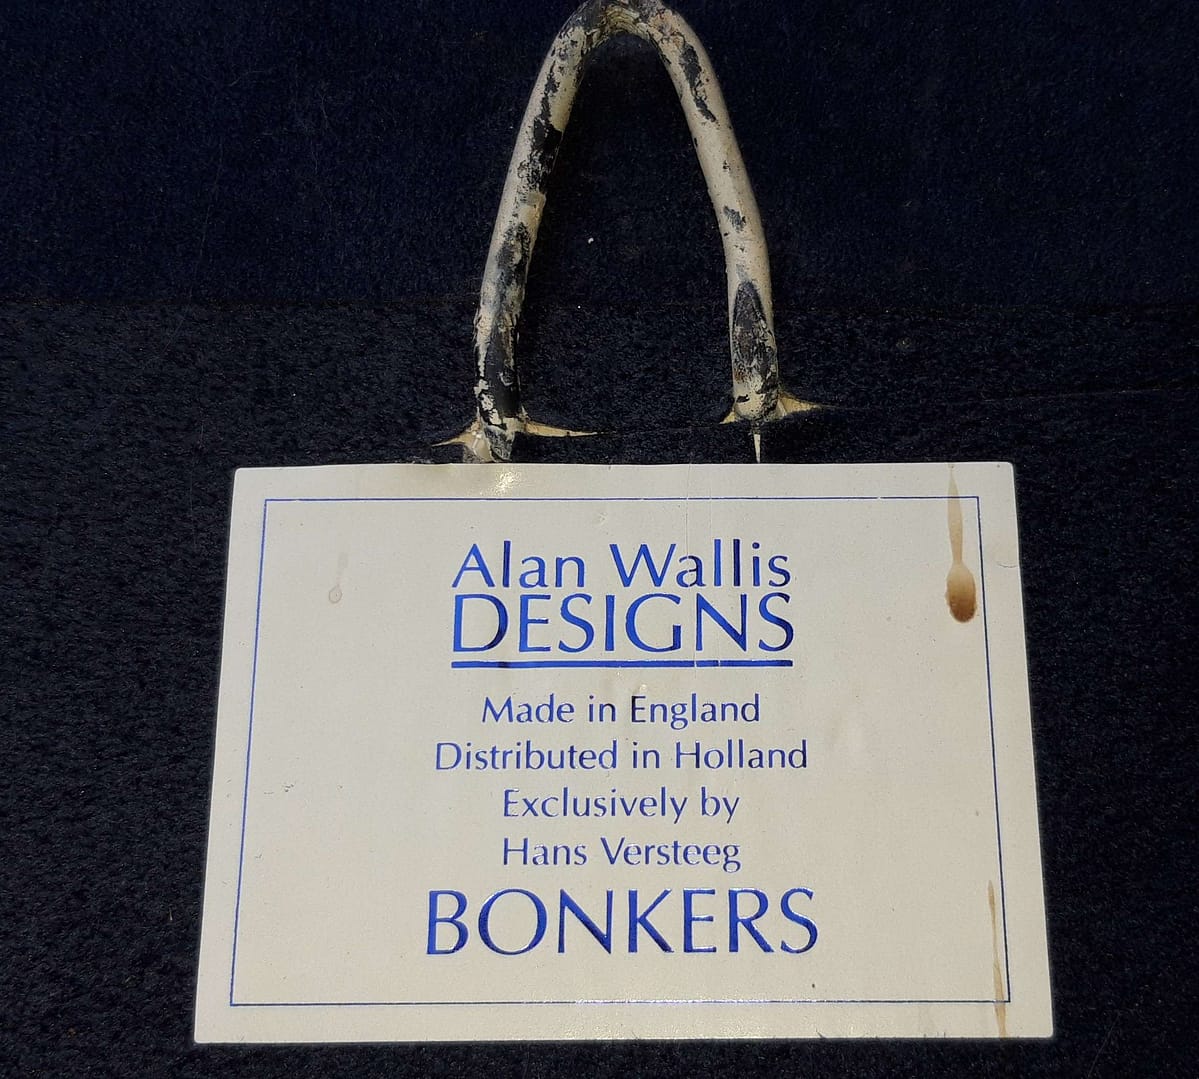 Alan Wallis
DESIGNS
Made in England
Distributed in Holland
Exclusively by
Hans Versteeg
BONKERS